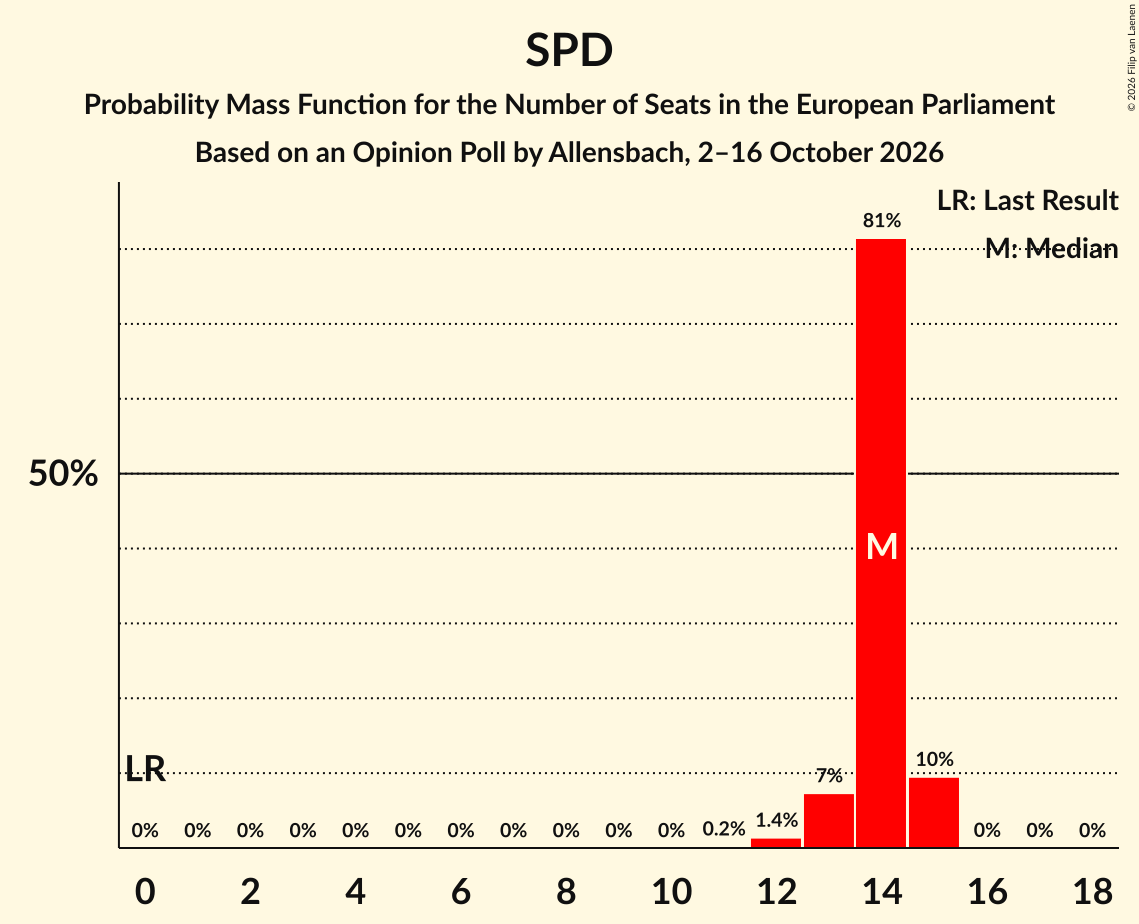 SPD
Probability Mass Function for the Number of Seats in the European Parliament
Based on an Opinion Poll by Allensbach, 2–16 October 2026
© 2026 Filip van Laenen
LR: Last Result
M: Median
81%
50%
M
LR
10%
7%
1.4%
0.2%
0% 0% 0% 0% 0% 0% 0% 0% 0% 0% 0% 0% 0% 0%
0 2 4 6 8 10 12 14 16 18